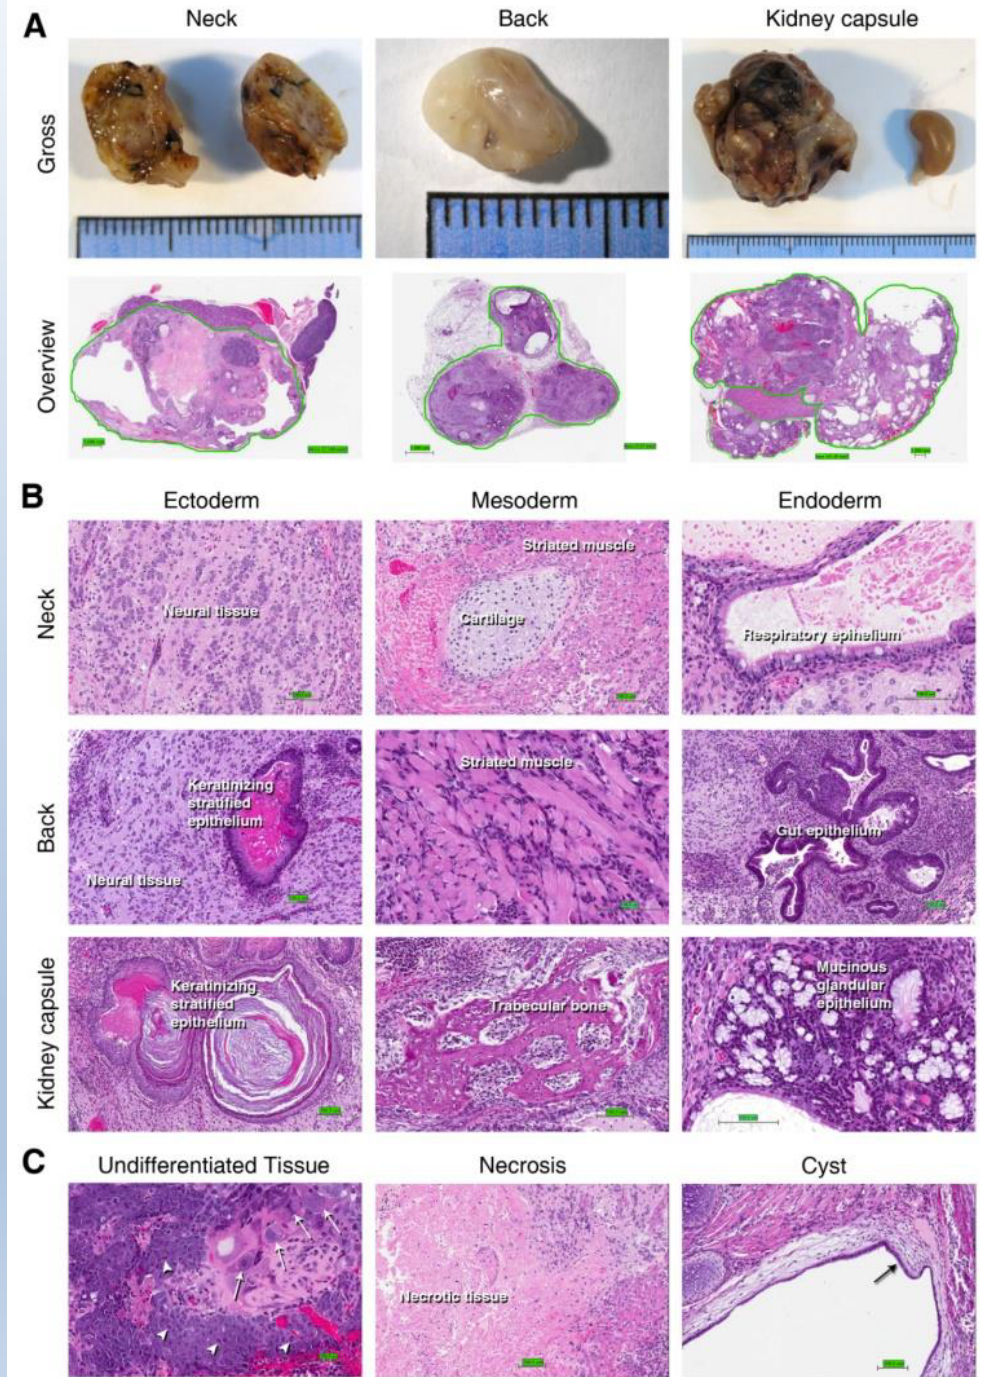 A
Neck
Back
Kidney capsule
Gross
Overview
B
Ectoderm
Mesoderm
Endoderm
Neck
Neural tissue
Striated muscle
Cartilage
Respiratory epihelium
Back
Keratinizing
stratified
epithelium
Neural tissue
Striated muscle
Gut epithelium
Kidney capsule
Keratinizing
stratified
epithelium
Trabecular bone
Mucinous
glandular
epithelium
C
Undifferentiated Tissue
Necrosis
Cyst
Necrotic tissue